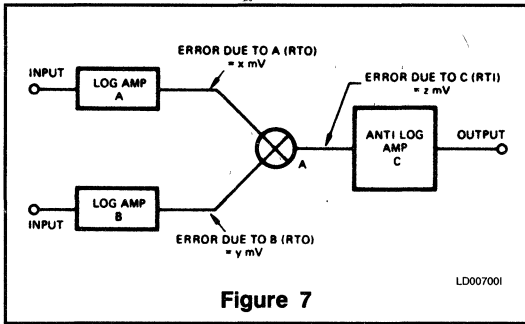 ERROR DUE TO A (RTO)
= x mV
ERROR DUE TO C (RTI)
= z mV
INPUT
LOG AMP
A
A
ANTI LOG
AMP
C
OUTPUT
LOG AMP
B
INPUT
ERROR DUE TO B (RTO)
= y mV
LD00700I
Figure 7